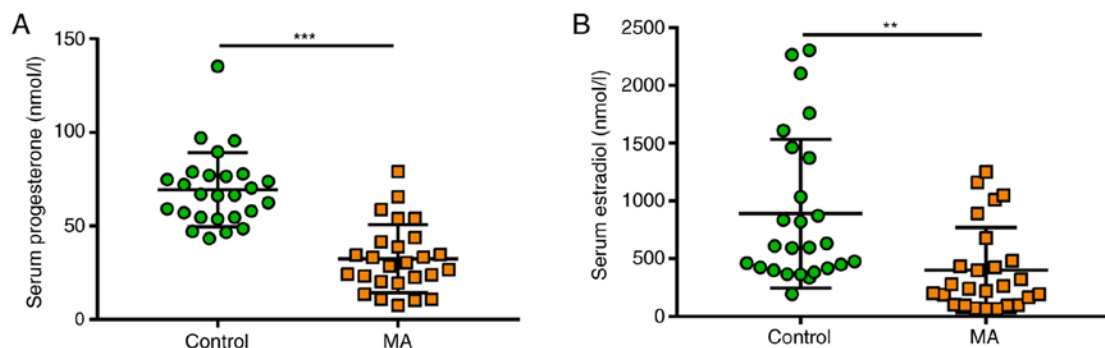 A
Serum progesterone (nmol/l)
150
100
50
0
***
Control
MA
B
Serum estradiol (nmol/l)
2500
2000
1500
1000
500
0
**
Control
MA